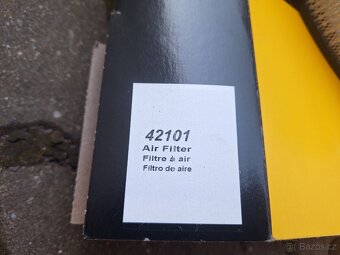 42101
Air Filter
Filtre à air
Filtro de aire
Bazoš.cz